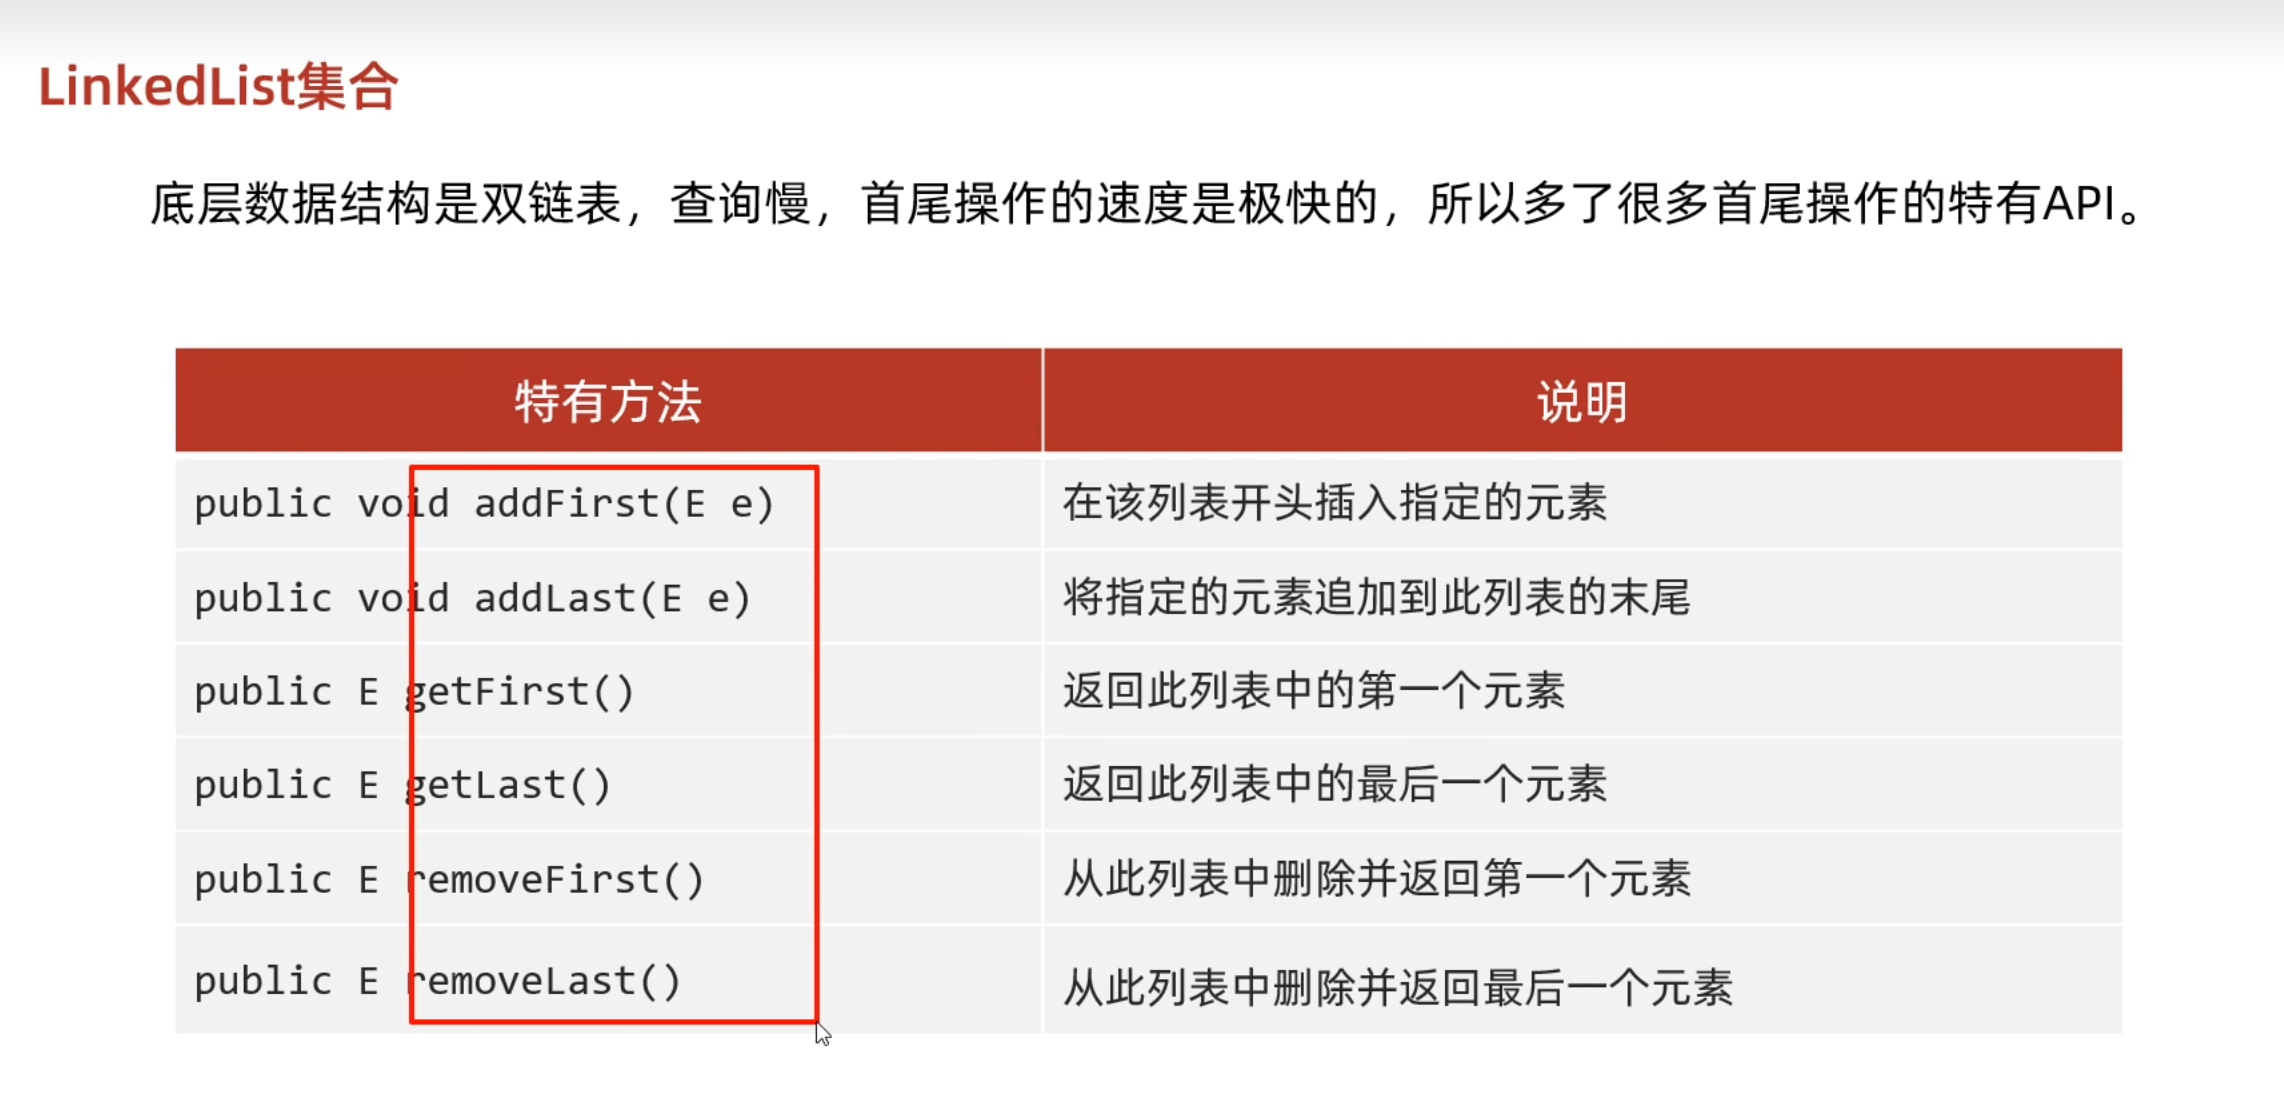 LinkedList集合
底层数据结构是双链表，查询慢，首尾操作的速度是极快的，所以多了很多首尾操作的特有API。
特有方法 说明
public void addFirst(E e) 在该列表开头插入指定的元素
public void addLast(E e) 将指定的元素追加到此列表的末尾
public E getFirst() 返回此列表中的第一个元素
public E getLast() 返回此列表中的最后一个元素
public E removeFirst() 从此列表中删除并返回第一个元素
public E removeLast() 从此列表中删除并返回最后一个元素